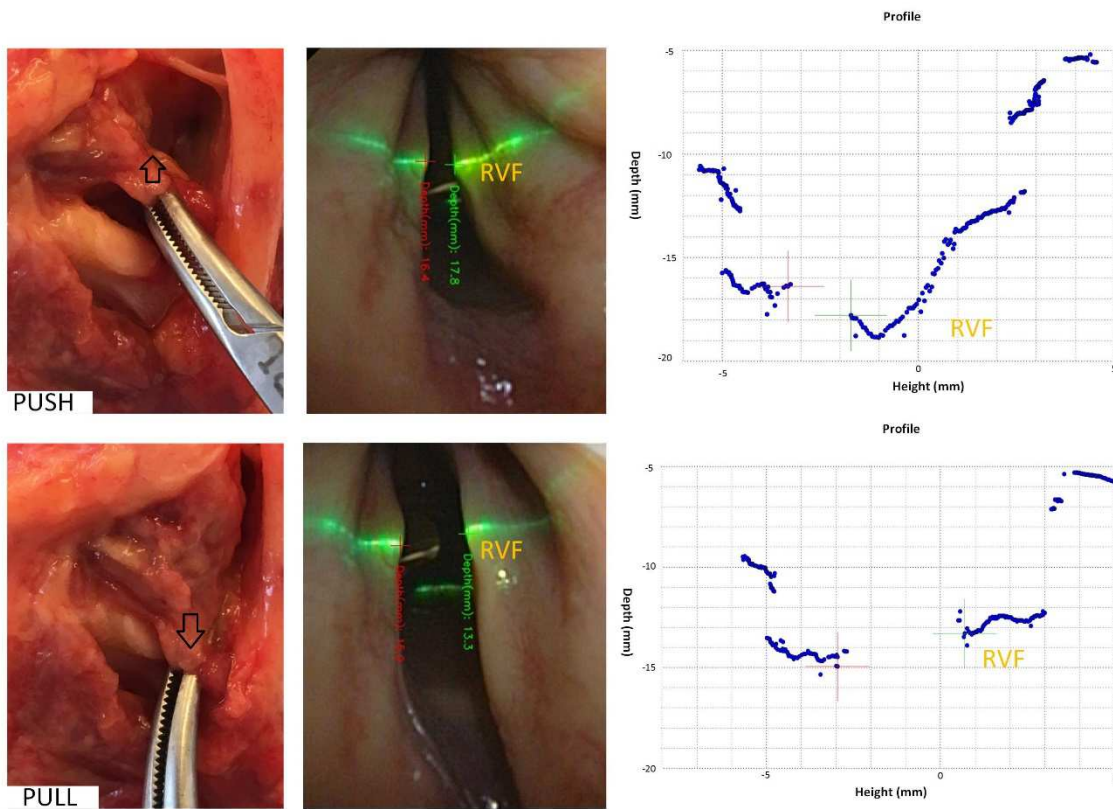 PUSH
RVF
Depth(mm): 16.4
Depth(mm): 17.8
Profile
-5
-10
-15
-20
Depth (mm)
-5
0
5
Height (mm)
RVF
PULL
RVF
Depth(mm): 13.3
Profile
-5
-10
-15
-20
Depth (mm)
-5
0
Height (mm)
RVF